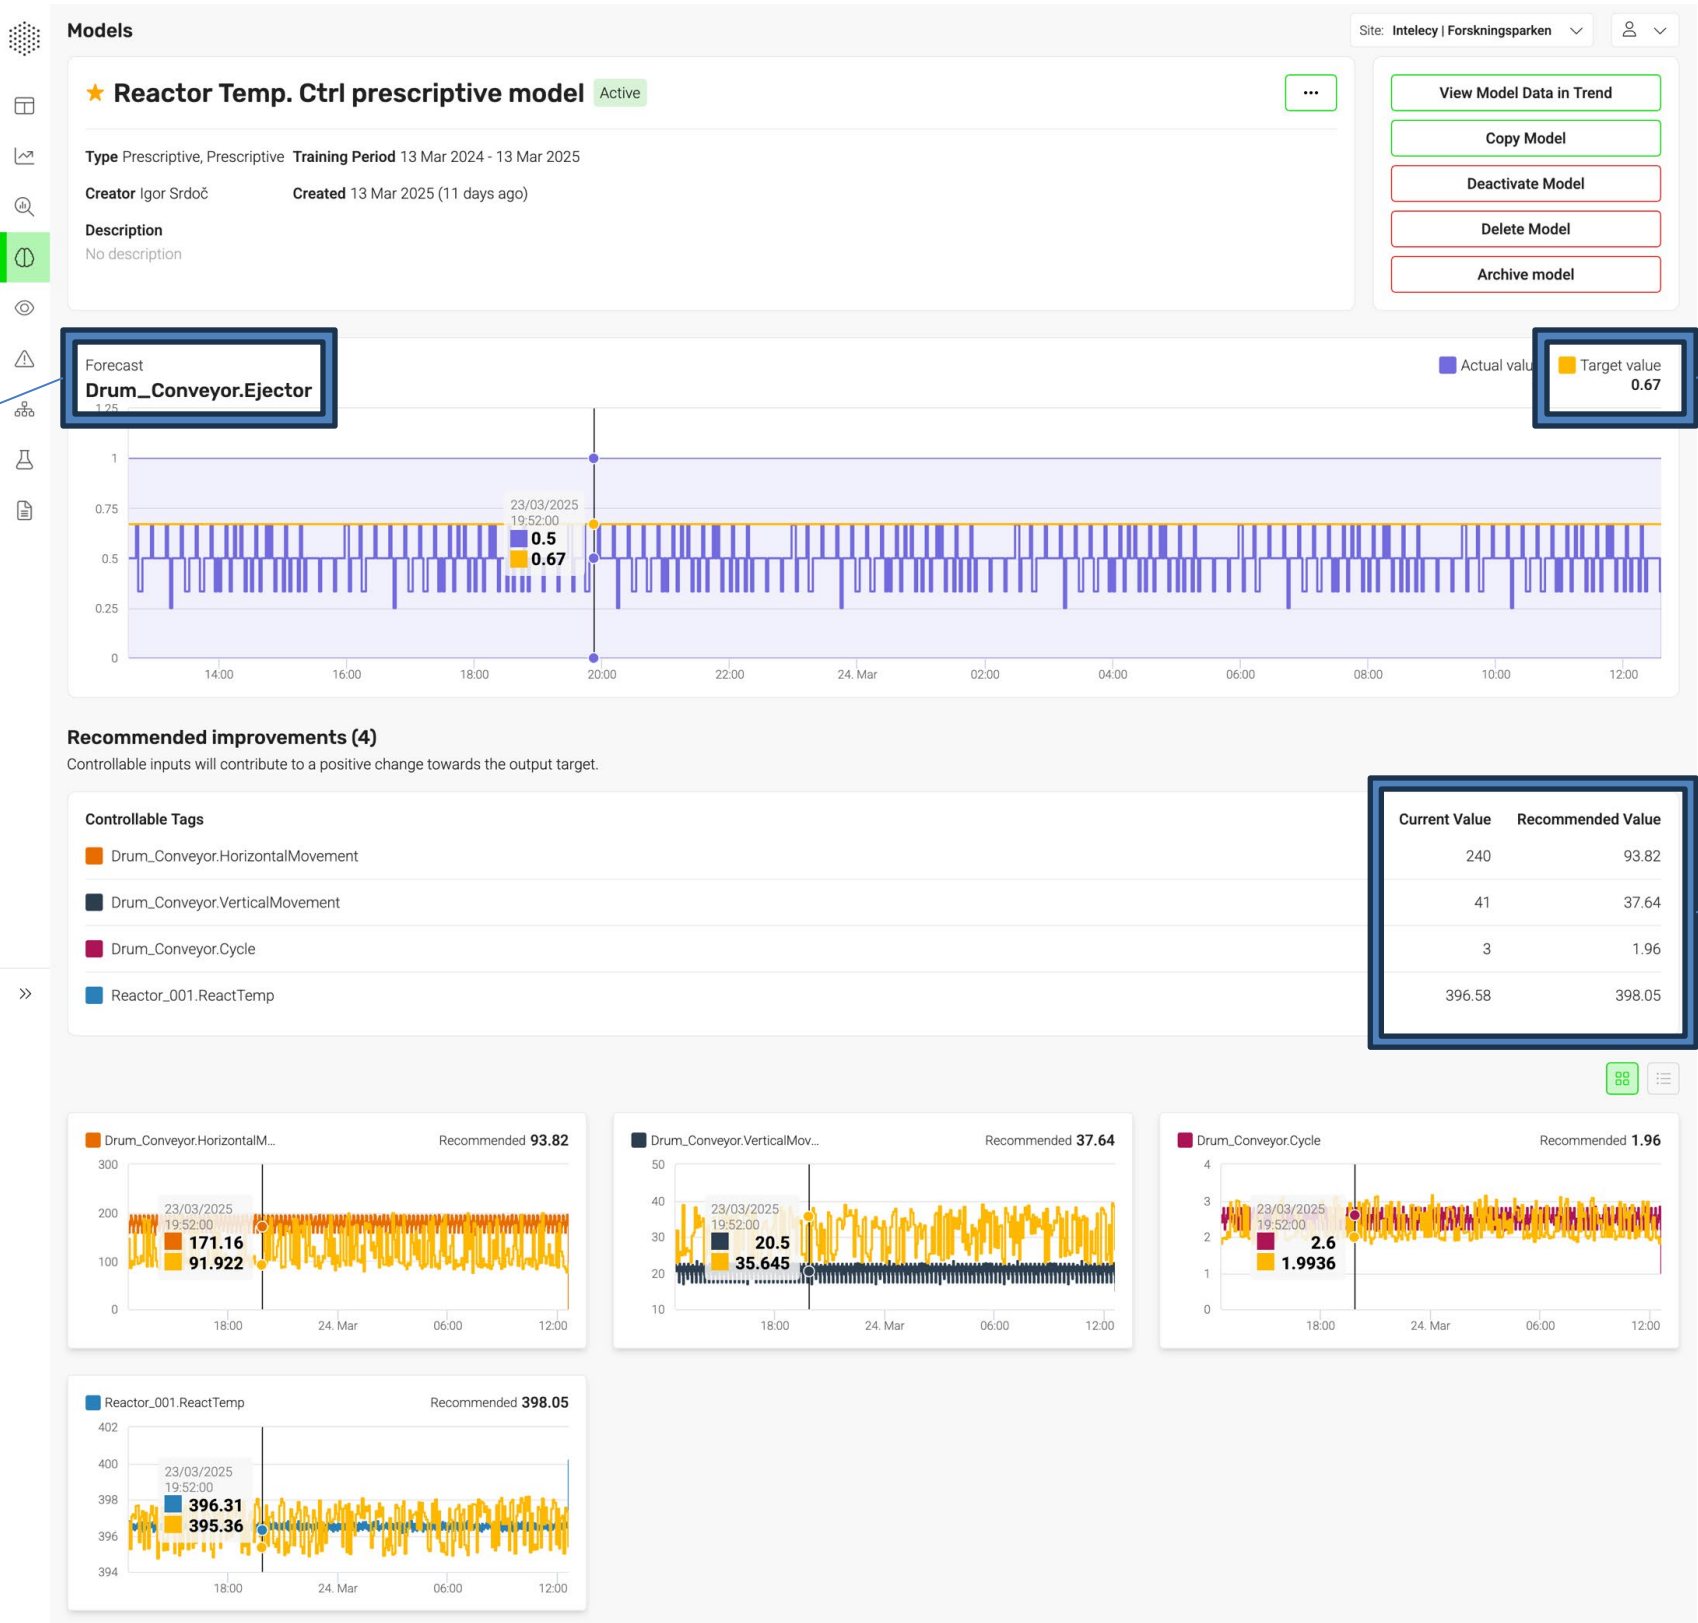 Models
Site: Intelecy | Forskningsparken
Reactor Temp. Ctrl prescriptive model Active
...
View Model Data in Trend
Copy Model
Deactivate Model
Delete Model
Archive model
Type Prescriptive, Prescriptive Training Period 13 Mar 2024 - 13 Mar 2025
Creator Igor Srdoč Created 13 Mar 2025 (11 days ago)
Description
No description
Forecast
Drum_Conveyor.Ejector
Actual valu
Target value
0.67
1.25
1
0.75
0.5
0.25
0
23/03/2025
19:52:00
0.5
0.67
14:00 16:00 18:00 20:00 22:00 24. Mar 02:00 04:00 06:00 08:00 10:00 12:00
Recommended improvements (4)
Controllable inputs will contribute to a positive change towards the output target.
Controllable Tags Current Value Recommended Value
Drum_Conveyor.HorizontalMovement 240 93.82
Drum_Conveyor.VerticalMovement 41 37.64
Drum_Conveyor.Cycle 3 1.96
Reactor_001.ReactTemp 396.58 398.05
Drum_Conveyor.HorizontalM... Recommended 93.82
300
200
100
0
23/03/2025
19:52:00
171.16
91.922
18:00 24. Mar 06:00 12:00
Drum_Conveyor.VerticalMov... Recommended 37.64
50
40
30
20
10
23/03/2025
19:52:00
20.5
35.645
18:00 24. Mar 06:00 12:00
Drum_Conveyor.Cycle Recommended 1.96
4
3
2
1
0
23/03/2025
19:52:00
2.6
1.9936
18:00 24. Mar 06:00 12:00
Reactor_001.ReactTemp Recommended 398.05
402
400
398
396
394
23/03/2025
19:52:00
396.31
395.36
18:00 24. Mar 06:00 12:00